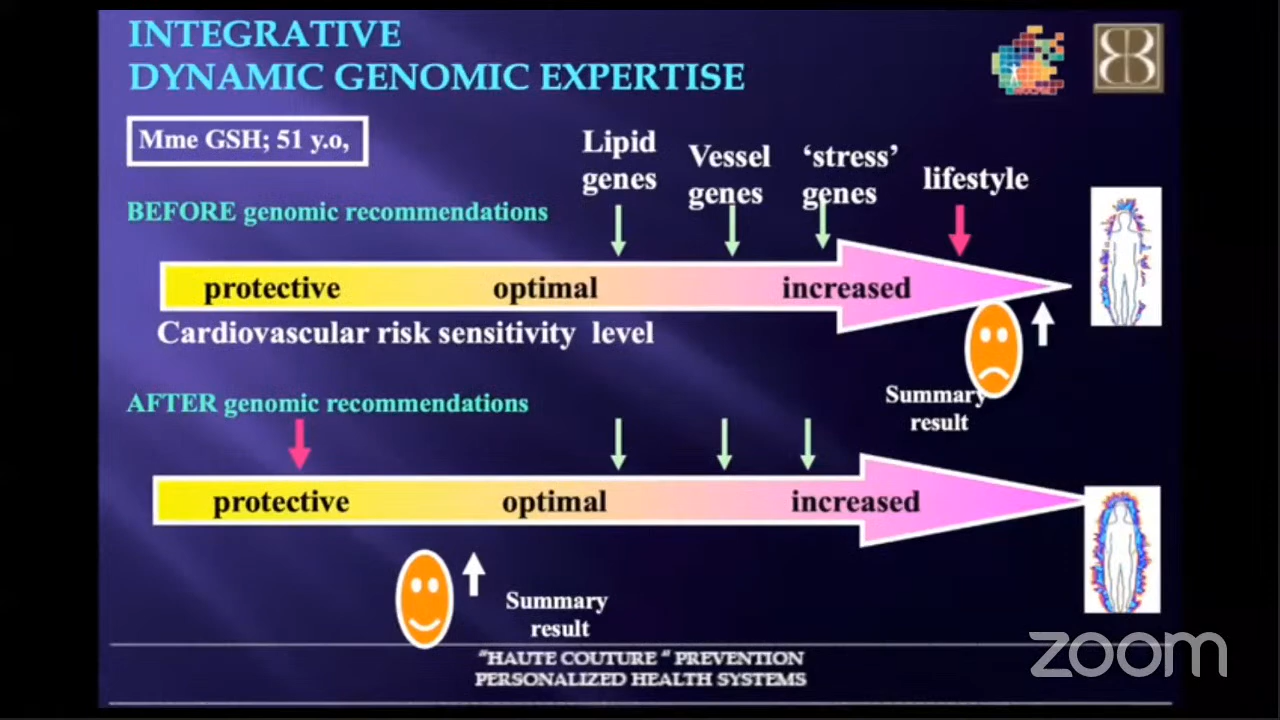 INTEGRATIVE
DYNAMIC GENOMIC EXPERTISE
Mme GSH; 51 y.o,
Lipid
genes
Vessel
genes
‘stress’
genes
lifestyle
BEFORE genomic recommendations
protective optimal increased
Cardiovascular risk sensitivity level
Summary
result
AFTER genomic recommendations
protective optimal increased
Summary
result
"HAUTE COUTURE " PREVENTION
PERSONALIZED HEALTH SYSTEMS
zoom